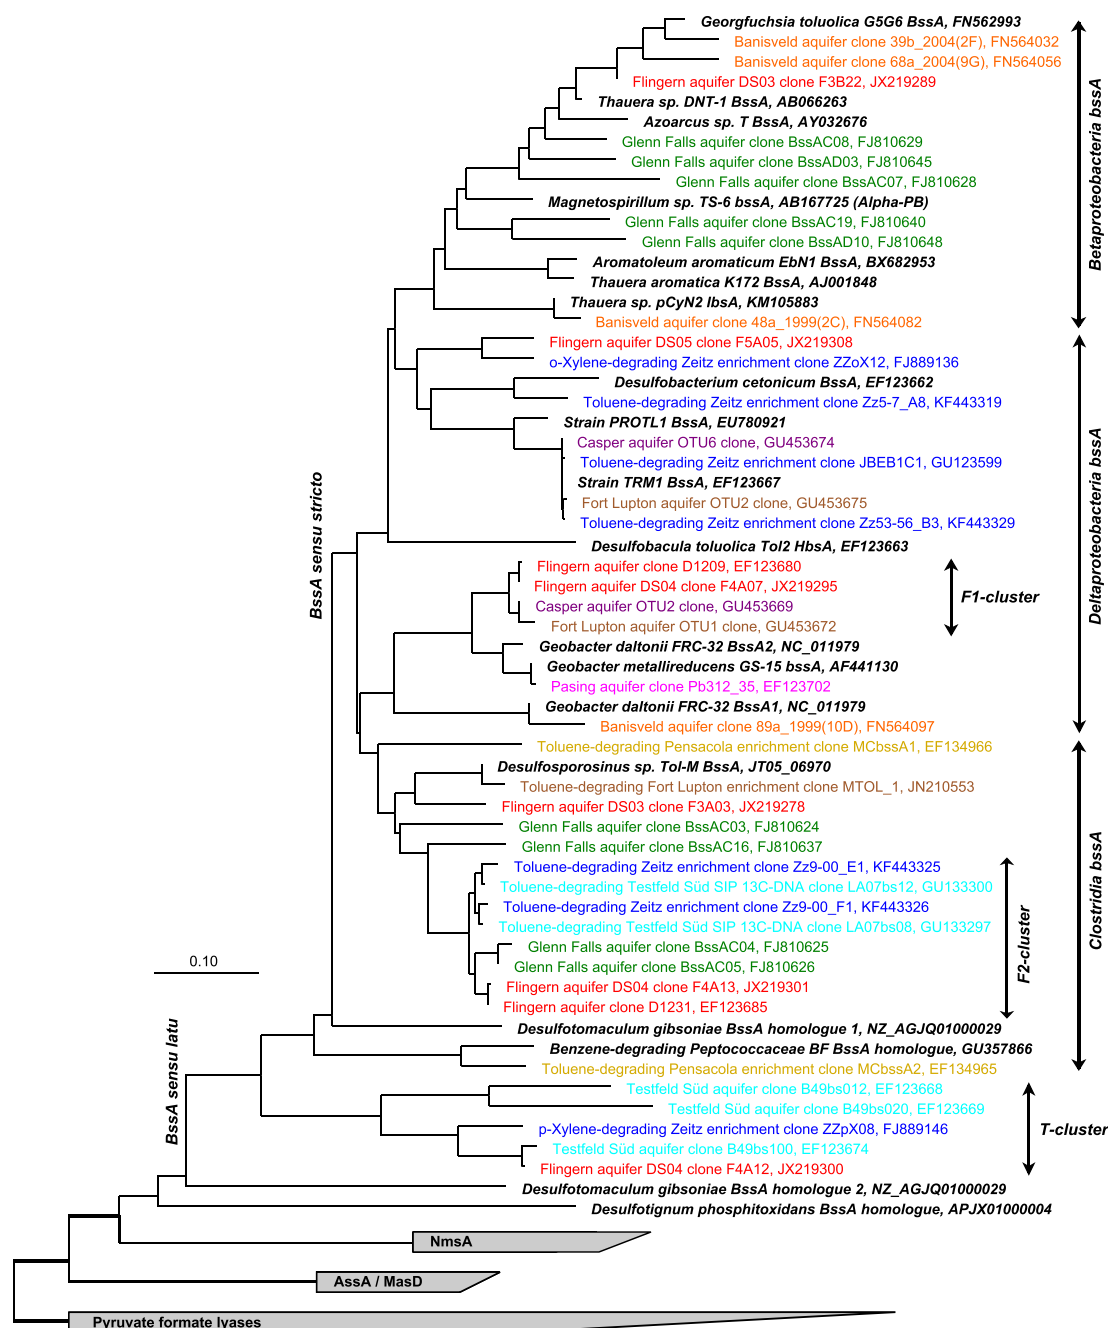 Georgfuchsia toluolica G5G6 BssA, FN562993
Banisveld aquifer clone 39b_2004(2F), FN564032
Banisveld aquifer clone 68a_2004(9G), FN564056
Flingern aquifer DS03 clone F3B22, JX219289
Thauera sp. DNT-1 BssA, AB066263
Azoarcus sp. T BssA, AY032676
Glenn Falls aquifer clone BssAC08, FJ810629
Glenn Falls aquifer clone BssAD03, FJ810645
Glenn Falls aquifer clone BssAC07, FJ810628
Magnetospirillum sp. TS-6 bssA, AB167725 (Alpha-PB)
Glenn Falls aquifer clone BssAC19, FJ810640
Glenn Falls aquifer clone BssAD10, FJ810648
Aromatoleum aromaticum EbN1 BssA, BX682953
Thauera aromatica K172 BssA, AJ001848
Thauera sp. pCyN2 IbsA, KM105883
Banisveld aquifer clone 48a_1999(2C), FN564082
Betaproteobacteria bssA
Flingern aquifer DS05 clone F5A05, JX219308
o-Xylene-degrading Zeitz enrichment clone ZZoX12, FJ889136
Desulfobacterium cetonicum BssA, EF123662
Toluene-degrading Zeitz enrichment clone Zz5-7_A8, KF443319
Strain PROTL1 BssA, EU780921
Casper aquifer OTU6 clone, GU453674
Toluene-degrading Zeitz enrichment clone JBEB1C1, GU123599
Strain TRM1 BssA, EF123667
Fort Lupton aquifer OTU2 clone, GU453675
Toluene-degrading Zeitz enrichment clone Zz53-56_B3, KF443329
Desulfobacula toluolica Tol2 HbsA, EF123663
BssA sensu stricto
Flingern aquifer clone D1209, EF123680
Flingern aquifer DS04 clone F4A07, JX219295
Casper aquifer OTU2 clone, GU453669
Fort Lupton aquifer OTU1 clone, GU453672
F1-cluster
Geobacter daltonii FRC-32 BssA2, NC_011979
Geobacter metallireducens GS-15 bssA, AF441130
Pasing aquifer clone Pb312_35, EF123702
Geobacter daltonii FRC-32 BssA1, NC_011979
Banisveld aquifer clone 89a_1999(10D), FN564097
Deltaproteobacteria bssA
Toluene-degrading Pensacola enrichment clone MCbssA1, EF134966
Desulfosporosinus sp. Tol-M BssA, JT05_06970
Toluene-degrading Fort Lupton enrichment clone MTOL_1, JN210553
Flingern aquifer DS03 clone F3A03, JX219278
Glenn Falls aquifer clone BssAC03, FJ810624
Glenn Falls aquifer clone BssAC16, FJ810637
Toluene-degrading Zeitz enrichment clone Zz9-00_E1, KF443325
Toluene-degrading Testfeld Süd SIP 13C-DNA clone LA07bs12, GU133300
Toluene-degrading Zeitz enrichment clone Zz9-00_F1, KF443326
Toluene-degrading Testfeld Süd SIP 13C-DNA clone LA07bs08, GU133297
Glenn Falls aquifer clone BssAC04, FJ810625
Glenn Falls aquifer clone BssAC05, FJ810626
Flingern aquifer DS04 clone F4A13, JX219301
Flingern aquifer clone D1231, EF123685
F2-cluster
0.10
Desulfotomaculum gibsoniae BssA homologue 1, NZ_AGJQ01000029
Benzene-degrading Peptococcaceae BF BssA homologue, GU357866
Toluene-degrading Pensacola enrichment clone MCbssA2, EF134965
Clostridia bssA
BssA sensu latu
Testfeld Süd aquifer clone B49bs012, EF123668
Testfeld Süd aquifer clone B49bs020, EF123669
p-Xylene-degrading Zeitz enrichment clone ZZpX08, FJ889146
Testfeld Süd aquifer clone B49bs100, EF123674
Flingern aquifer DS04 clone F4A12, JX219300
T-cluster
Desulfotomaculum gibsoniae BssA homologue 2, NZ_AGJQ01000029
Desulfotignum phosphitoxidans BssA homologue, APJX01000004
NmsA
AssA / MasD
Pyruvate formate lyases